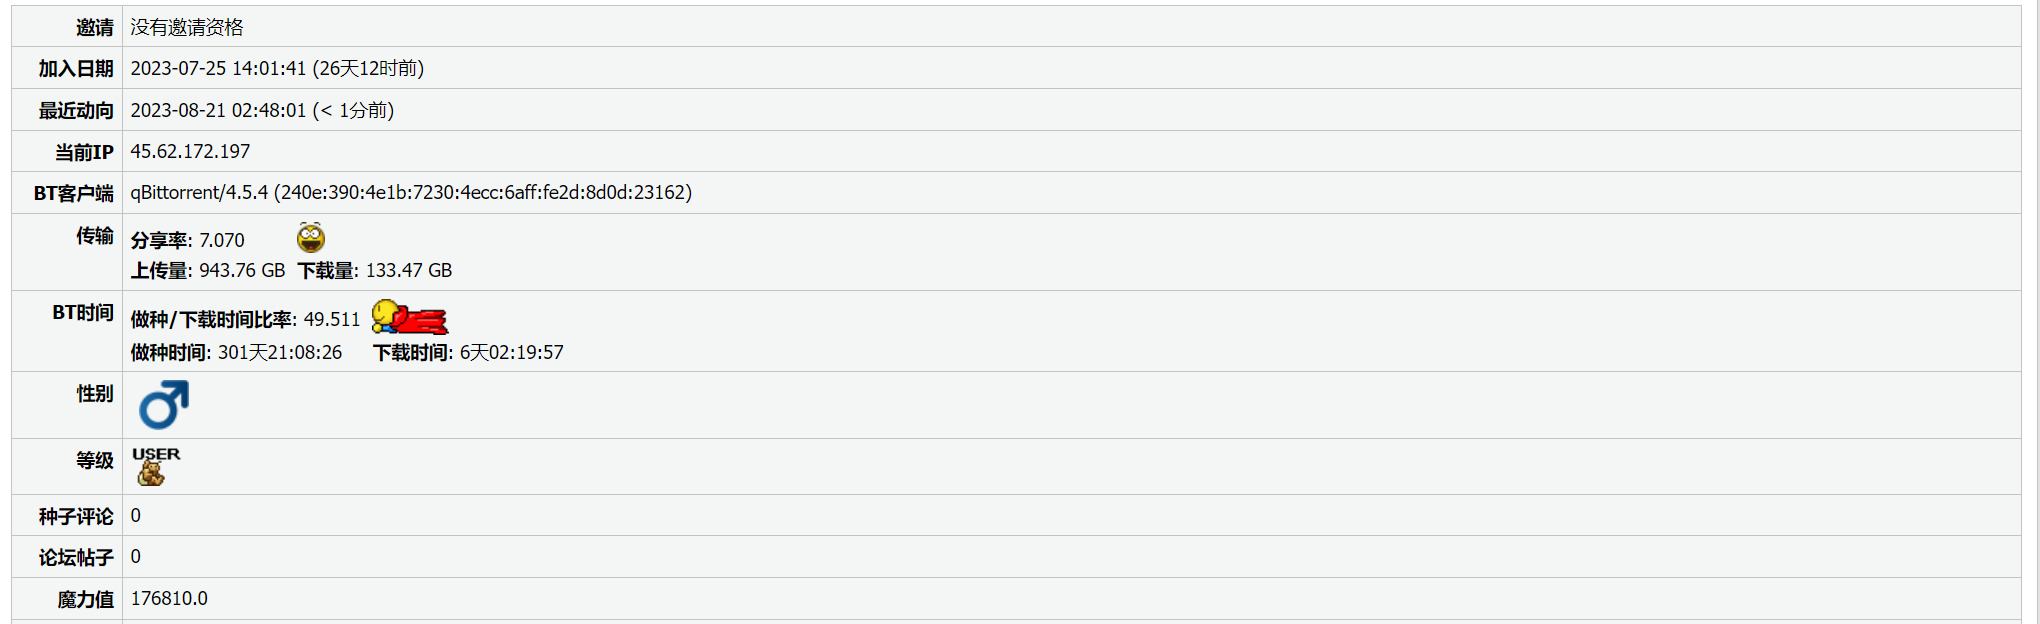 邀请 没有邀请资格
加入日期 2023-07-25 14:01:41 (26天12时前)
最近动向 2023-08-21 02:48:01 (< 1分前)
当前IP 45.62.172.197
BT客户端 qBittorrent/4.5.4 (240e:390:4e1b:7230:4ecc:6aff:fe2d:8d0d:23162)
传输 分享率: 7.070
上传量: 943.76 GB 下载量: 133.47 GB
BT时间 做种/下载时间比率: 49.511
做种时间: 301天21:08:26 下载时间: 6天02:19:57
性别
等级 USER
种子评论 0
论坛帖子 0
魔力值 176810.0